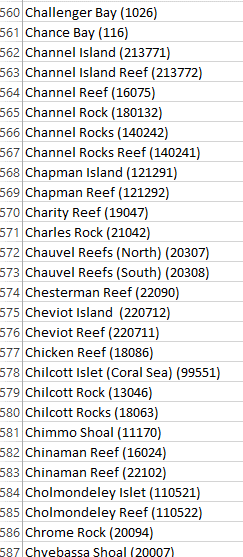 560 Challenger Bay (1026)
561 Chance Bay (116)
562 Channel Island (213771)
563 Channel Island Reef (213772)
564 Channel Reef (16075)
565 Channel Rock (180132)
566 Channel Rocks (140242)
567 Channel Rocks Reef (140241)
568 Chapman Island (121291)
569 Chapman Reef (121292)
570 Charity Reef (19047)
571 Charles Rock (21042)
572 Chauvel Reefs (North) (20307)
573 Chauvel Reefs (South) (20308)
574 Chesterman Reef (22090)
575 Cheviot Island  (220712)
576 Cheviot Reef (220711)
577 Chicken Reef (18086)
578 Chilcott Islet (Coral Sea) (99551)
579 Chilcott Rock (13046)
580 Chilcott Rocks (18063)
581 Chimmo Shoal (11170)
582 Chinaman Reef (16024)
583 Chinaman Reef (22102)
584 Cholmondeley Islet (110521)
585 Cholmondeley Reef (110522)
586 Chrome Rock (20094)
587 Chyebassa Shoal (20007)